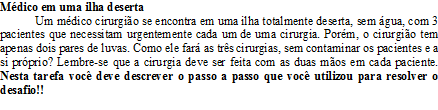 Médico em uma ilha deserta
Um médico cirurgião se encontra em uma ilha totalmente deserta, sem água, com 3
pacientes que necessitam urgentemente cada um de uma cirurgia. Porém, o cirurgião tem
apenas dois pares de luvas. Como ele fará as três cirurgias, sem contaminar os pacientes e a
si próprio? Lembre-se que a cirurgia deve ser feita com as duas mãos em cada paciente.
Nesta tarefa você deve descrever o passo a passo que você utilizou para resolver o
desafio!!